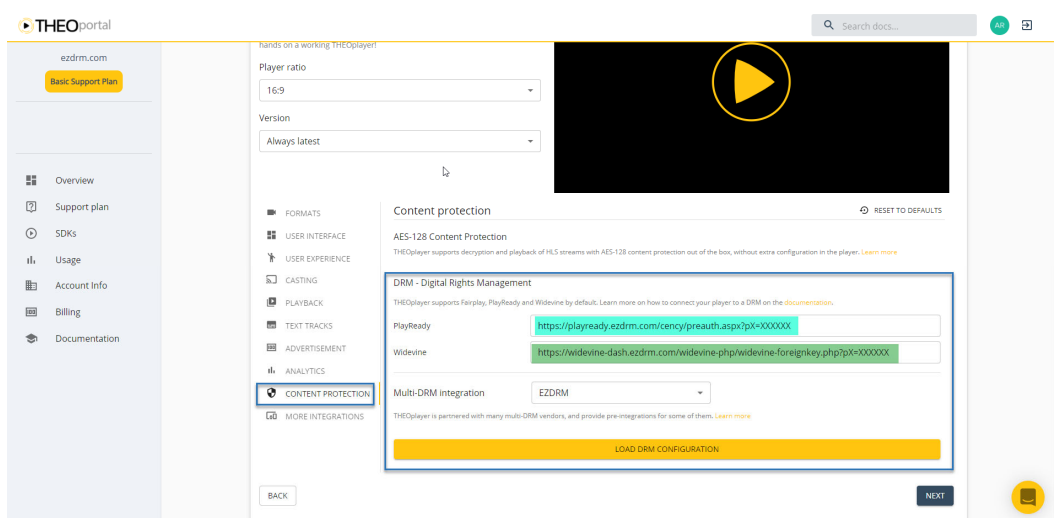 THEOportal
Search docs...
AR
ezdrm.com
Basic Support Plan
Overview
Support plan
SDKs
Usage
Account Info
Billing
Documentation
hands on a working THEOplayer!
Player ratio
16:9
Version
Always latest
FORMATS
USER INTERFACE
USER EXPERIENCE
CASTING
PLAYBACK
TEXT TRACKS
ADVERTISEMENT
ANALYTICS
CONTENT PROTECTION
MORE INTEGRATIONS
Content protection
RESET TO DEFAULTS
AES-128 Content Protection
THEOplayer supports decryption and playback of HLS streams with AES-128 content protection out of the box, without extra configuration in the player. Learn more
DRM - Digital Rights Management
THEOplayer supports Fairplay, PlayReady and Widevine by default. Learn more on how to connect your player to a DRM on the documentation.
PlayReady
https://playready.ezdrm.com/cency/preauth.aspx?pX=XXXXXX
Widevine
https://widevine-dash.ezdrm.com/widevine-php/widevine-foreignkey.php?pX=XXXXXX
Multi-DRM integration
EZDRM
THEOplayer is partnered with many multi-DRM vendors, and provide pre-integrations for some of them. Learn more
LOAD DRM CONFIGURATION
BACK
NEXT